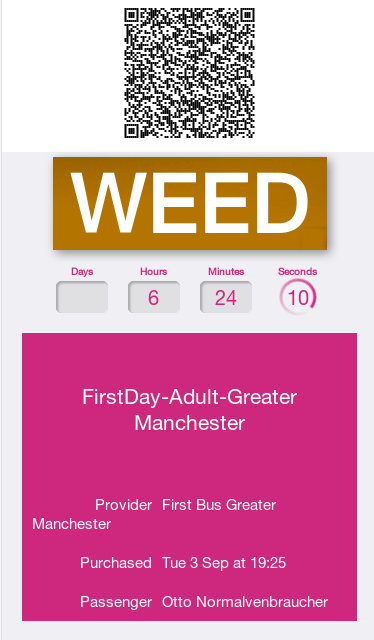 WEED
Days Hours Minutes Seconds
6 24 10
FirstDay-Adult-Greater
Manchester
Provider First Bus Greater
Manchester
Purchased Tue 3 Sep at 19:25
Passenger Otto Normalvenbraucher